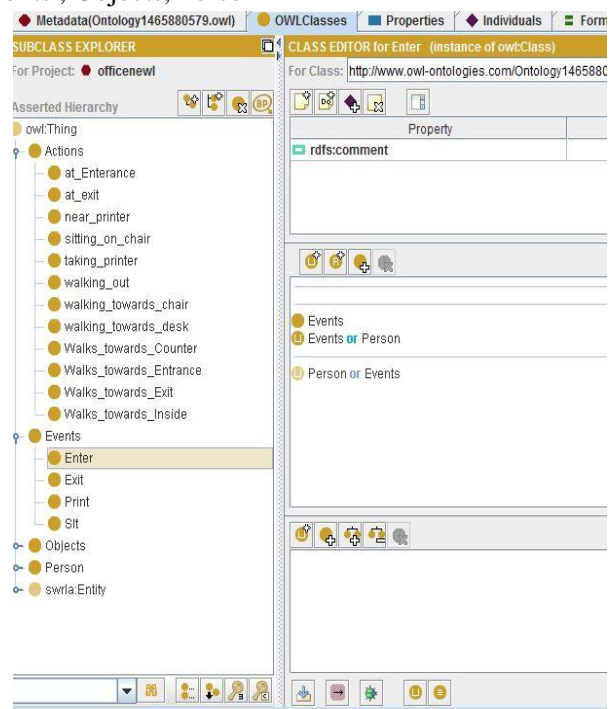 Metadata(Ontology1465880579.owl) OWLClasses Properties Individuals Form
SUBCLASS EXPLORER
For Project: officenewl
Asserted Hierarchy
owl:Thing
Actions
at_Enterance
at_exit
near_printer
sitting_on_chair
taking_printer
walking_out
walking_towards_chair
walking_towards_desk
Walks_towards_Counter
Walks_towards_Entrance
Walks_towards_Exit
Walks_towards_Inside
Events
Enter
Exit
Print
SIt
Objects
Person
swrla:Entity
CLASS EDITOR for Enter (instance of owl:Class)
For Class: http://www.owl-ontologies.com/Ontology1465880
Property
rdfs:comment
Events
Events or Person
Person or Events